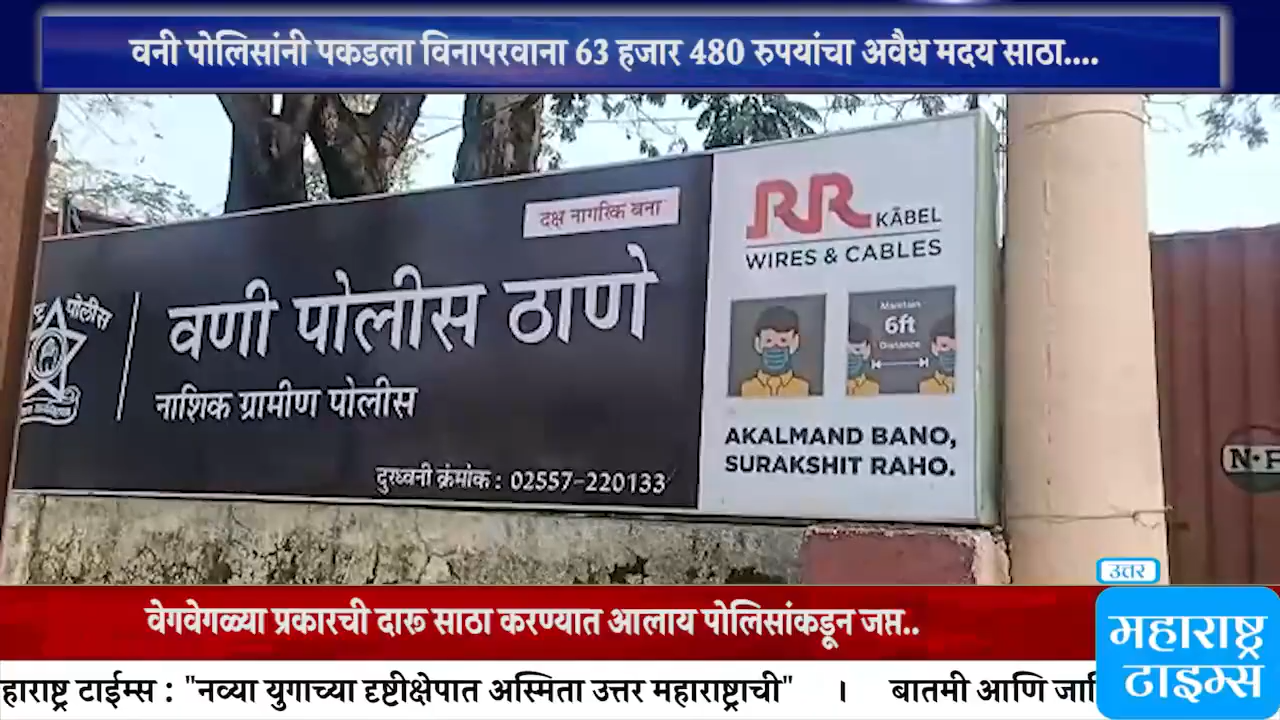 वनी पोलिसांनी पकडला विनापरवाना 63 हजार 480 रुपयांचा अवैध मदय साठा....
दक्ष नागरिक बना
पोलीस
वणी पोलीस ठाणे
नाशिक ग्रामीण पोलीस
दुरध्वनी क्रंमांक : 02557-220133
RR KĀBEL
WIRES & CABLES
Maintain
6ft
Distance
AKALMAND BANO,
SURAKSHIT RAHO.
N·F
उत्तर
महाराष्ट्र
टाइम्स
वेगवेगळ्या प्रकारची दारू साठा करण्यात आलाय पोलिसांकडून जप्त..
हाराष्ट्र टाईम्स : "नव्या युगाच्या दृष्टीक्षेपात अस्मिता उत्तर महाराष्ट्राची" । बातमी आणि जा